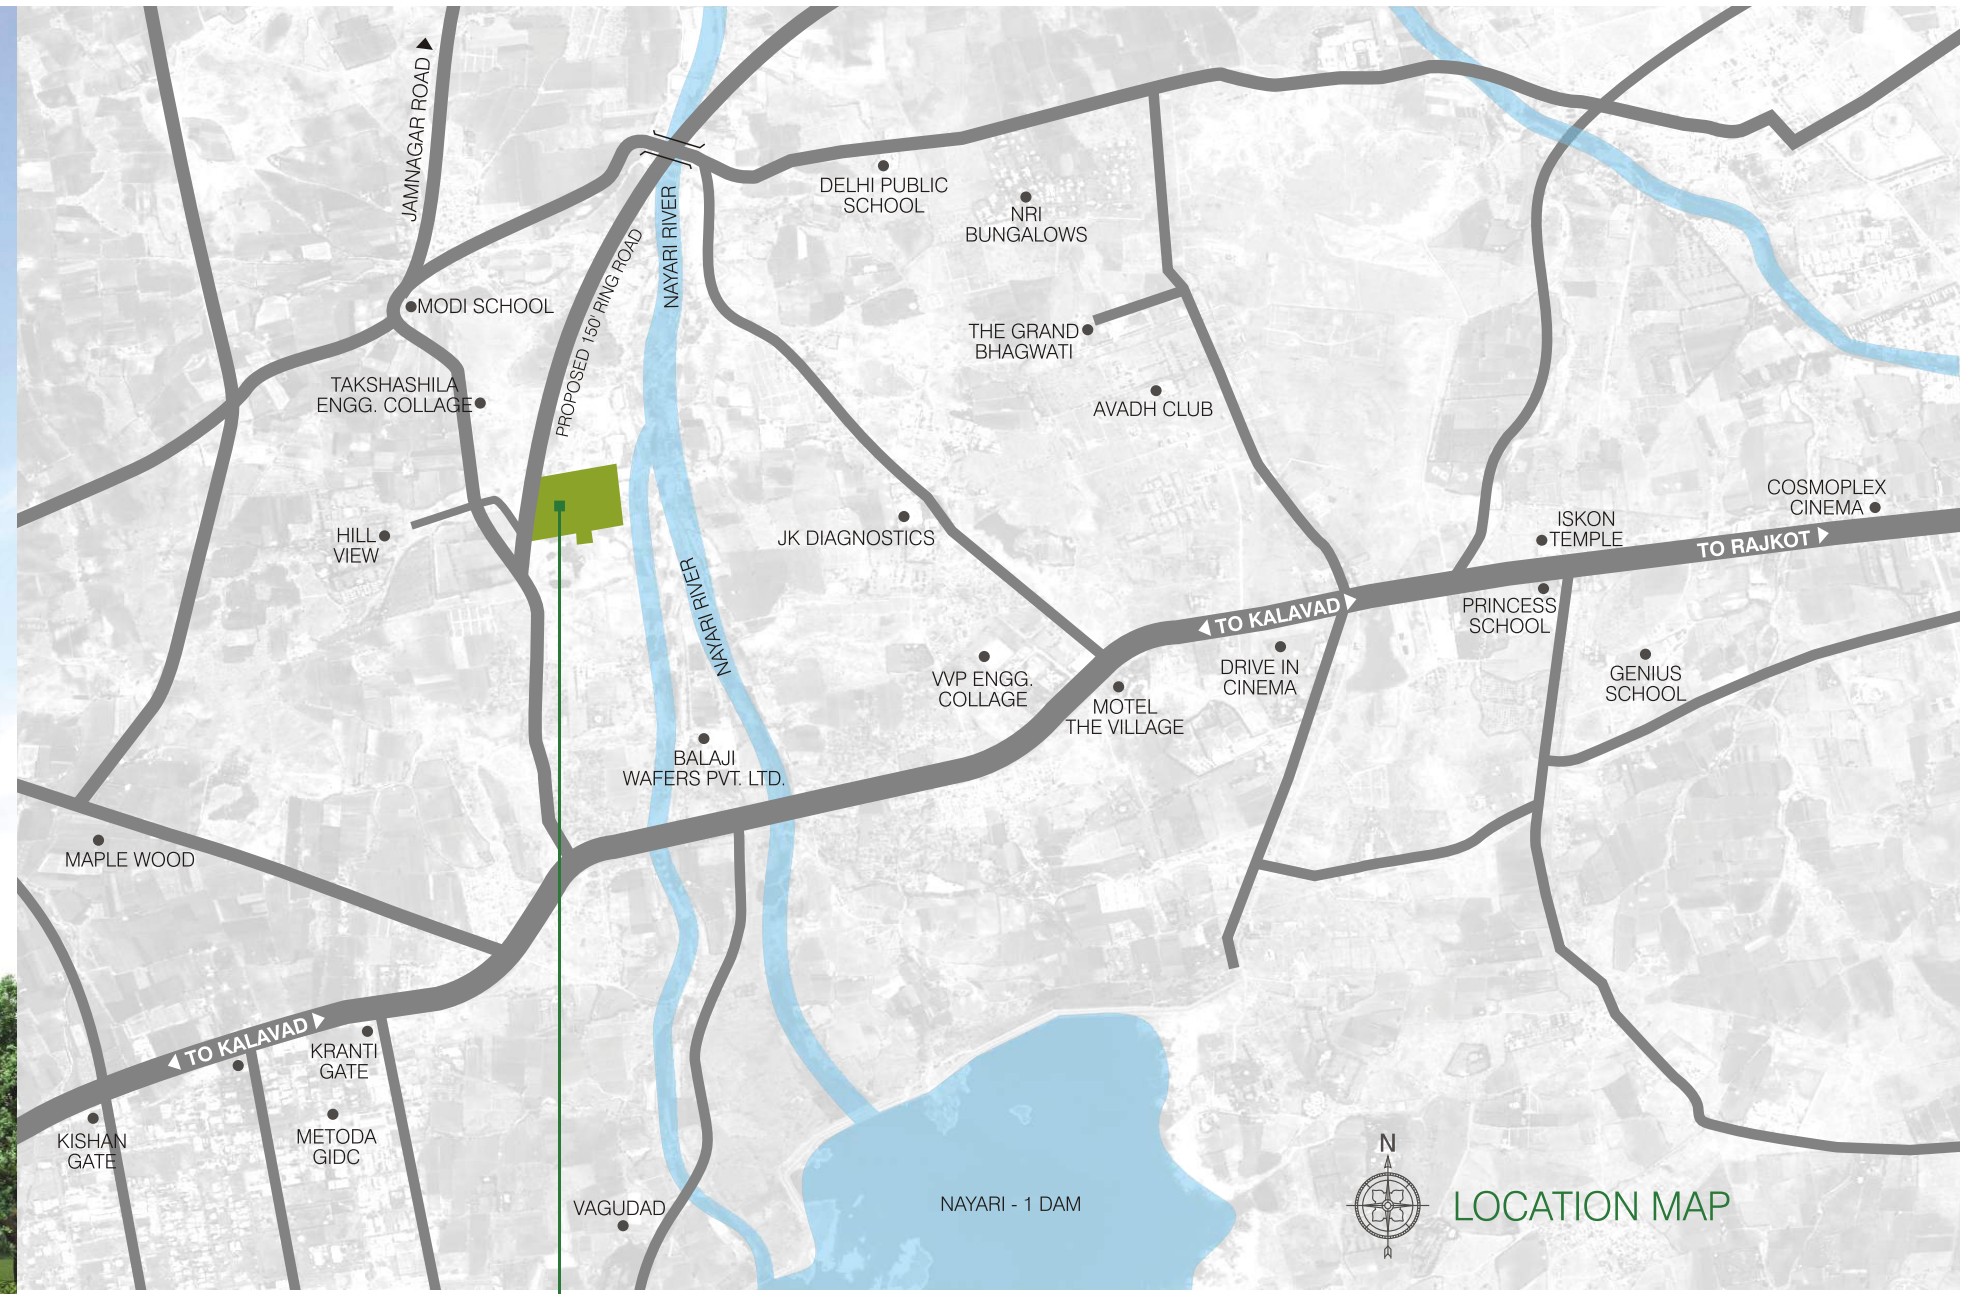 JAMNAGAR ROAD
DELHI PUBLIC
SCHOOL
NRI
BUNGALOWS
NAYARI RIVER
PROPOSED 150' RING ROAD
MODI SCHOOL
THE GRAND
BHAGWATI
TAKSHASHILA
ENGG. COLLAGE
AVADH CLUB
COSMOPLEX
CINEMA
ISKON
TEMPLE
TO RAJKOT
HILL
VIEW
JK DIAGNOSTICS
NAYARI RIVER
TO KALAVAD
PRINCESS
SCHOOL
VVP ENGG.
COLLAGE
DRIVE IN
CINEMA
GENIUS
SCHOOL
MOTEL
THE VILLAGE
BALAJI
WAFERS PVT. LTD.
MAPLE WOOD
TO KALAVAD
KRANTI
GATE
KISHAN
GATE
METODA
GIDC
VAGUDAD
NAYARI - 1 DAM
N
LOCATION MAP